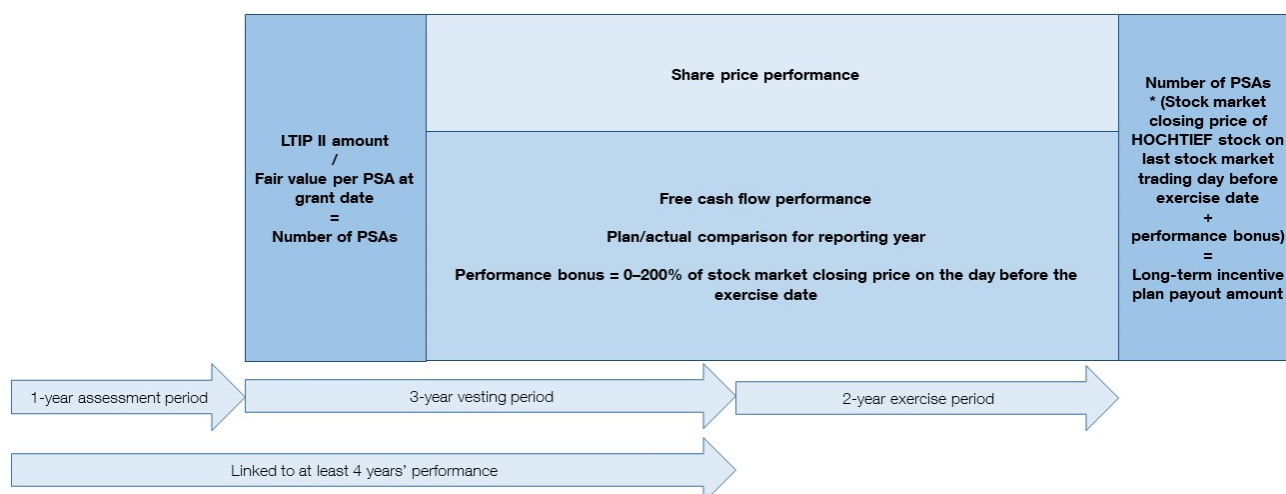 LTIP II amount
/
Fair value per PSA at
grant date
=
Number of PSAs
Share price performance
Free cash flow performance
Plan/actual comparison for reporting year
Performance bonus = 0–200% of stock market closing price on the day before the
exercise date
Number of PSAs
* (Stock market
closing price of
HOCHTIEF stock on
last stock market
trading day before
exercise date
+
performance bonus)
=
Long-term incentive
plan payout amount
1-year assessment period
3-year vesting period
2-year exercise period
Linked to at least 4 years’ performance